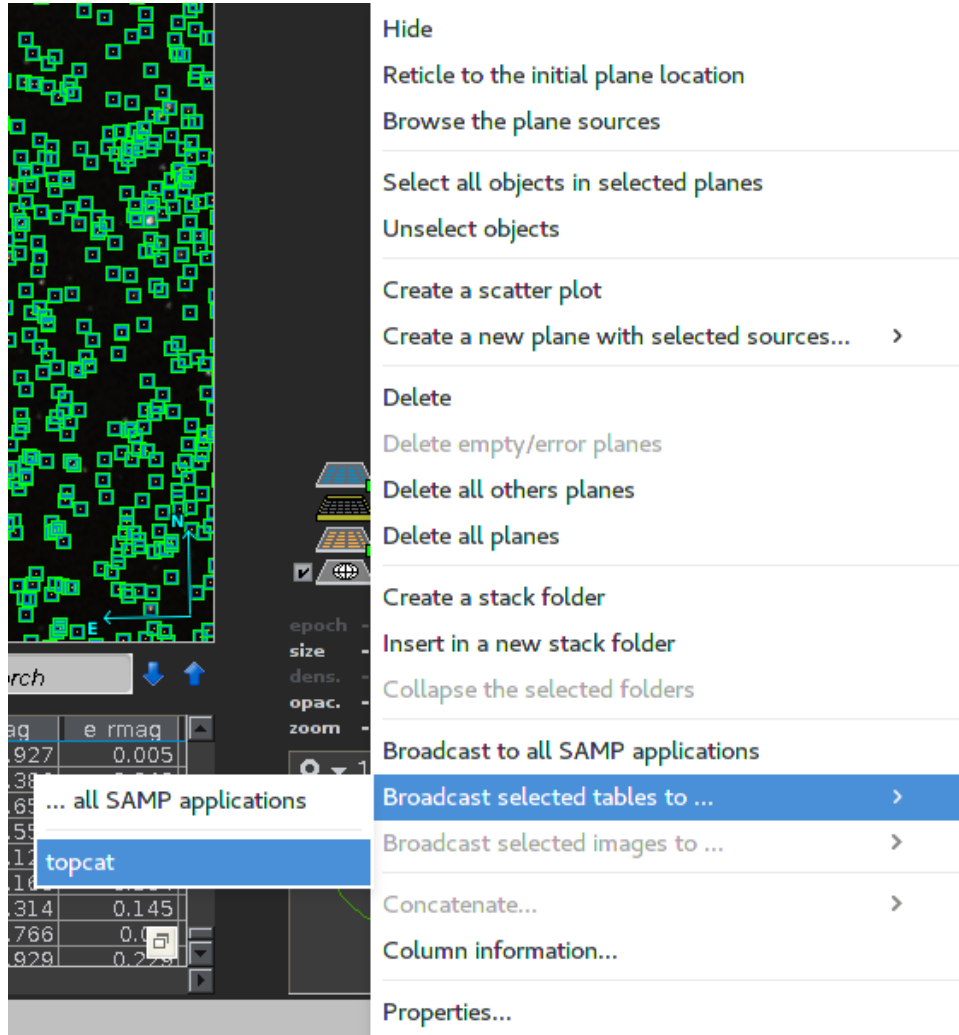 Hide
Reticle to the initial plane location
Browse the plane sources
Select all objects in selected planes
Unselect objects
Create a scatter plot
Create a new plane with selected sources...
Delete
Delete empty/error planes
Delete all others planes
Delete all planes
Create a stack folder
Insert in a new stack folder
Collapse the selected folders
Broadcast to all SAMP applications
Broadcast selected tables to ...
Broadcast selected images to ...
Concatenate...
Column information...
Properties...
... all SAMP applications
topcat
N
E
epoch -
size -
dens. -
opac. -
zoom -
rch
ag e rmag
.927 0.005
.314 0.145
.766
.929